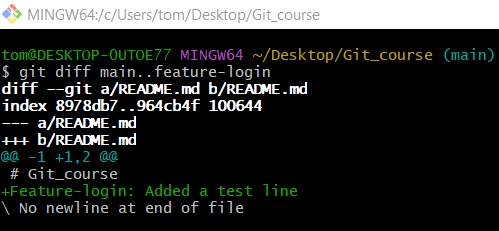 MINGW64:/c/Users/tom/Desktop/Git_course
tom@DESKTOP-OUTOE77 MINGW64 ~/Desktop/Git_course (main)
$ git diff main..feature-login
diff --git a/README.md b/README.md
index 8978db7..964cb4f 100644
--- a/README.md
+++ b/README.md
@@ -1 +1,2 @@
 # Git_course
+Feature-login: Added a test line
\ No newline at end of file